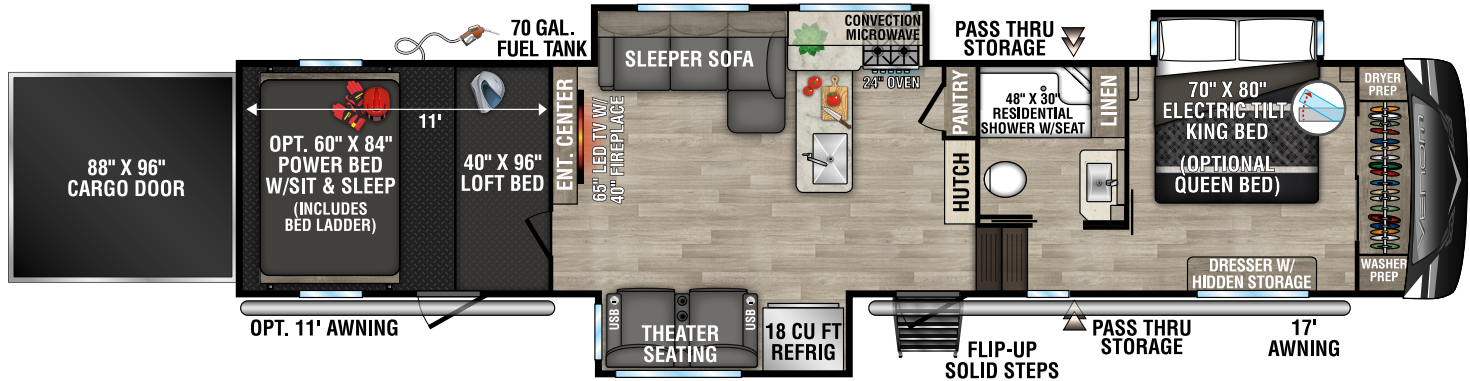 88" X 96"
CARGO DOOR
70 GAL.
FUEL TANK
11'
OPT. 60" X 84"
POWER BED
W/SIT & SLEEP
(INCLUDES
BED LADDER)
40" X 96"
LOFT BED
OPT. 11' AWNING
ENT. CENTER
65" LED TV W/
40" FIREPLACE
SLEEPER SOFA
CONVECTION
MICROWAVE
24" OVEN
USB
THEATER
SEATING
USB
18 CU FT
REFRIG
PANTRY
HUTCH
PASS THRU
STORAGE
48" X 30"
RESIDENTIAL
SHOWER W/SEAT
LINEN
FLIP-UP
SOLID STEPS
70" X 80"
ELECTRIC TILT
KING BED
(OPTIONAL
QUEEN BED)
DRESSER W/
HIDDEN STORAGE
PASS THRU
STORAGE
17'
AWNING
DRYER
PREP
WASHER
PREP
VENOM